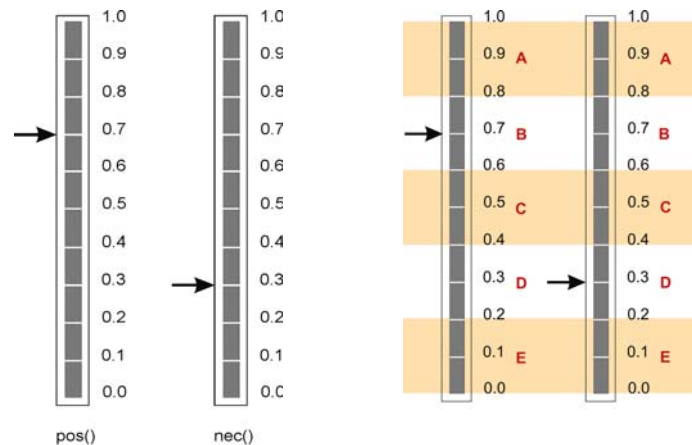 1.0 1.0
0.9 0.9
0.8 0.8
0.7 0.7
0.6 0.6
0.5 0.5
0.4 0.4
0.3 0.3
0.2 0.2
0.1 0.1
0.0 0.0
pos() nec()
1.0 1.0
0.9 A 0.9 A
0.8 0.8
0.7 B 0.7 B
0.6 0.6
0.5 C 0.5 C
0.4 0.4
0.3 D 0.3 D
0.2 0.2
0.1 E 0.1 E
0.0 0.0